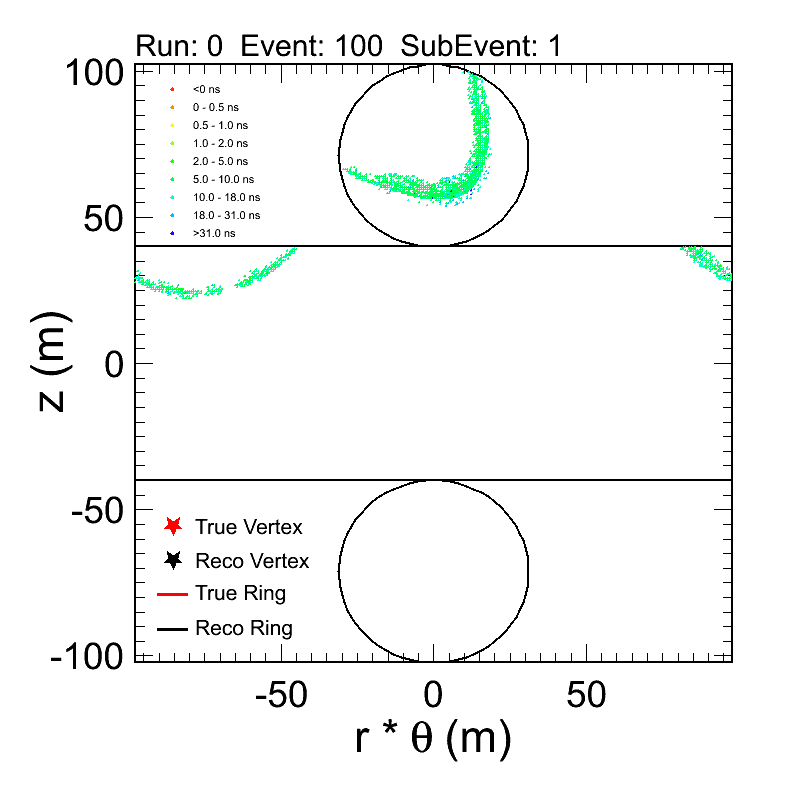 Run: 0 Event: 100 SubEvent: 1
100
50
0
-50
-100
z (m)
<0 ns
0 - 0.5 ns
0.5 - 1.0 ns
1.0 - 2.0 ns
2.0 - 5.0 ns
5.0 - 10.0 ns
10.0 - 18.0 ns
18.0 - 31.0 ns
>31.0 ns
True Vertex
Reco Vertex
True Ring
Reco Ring
-50 0 50
r * θ (m)